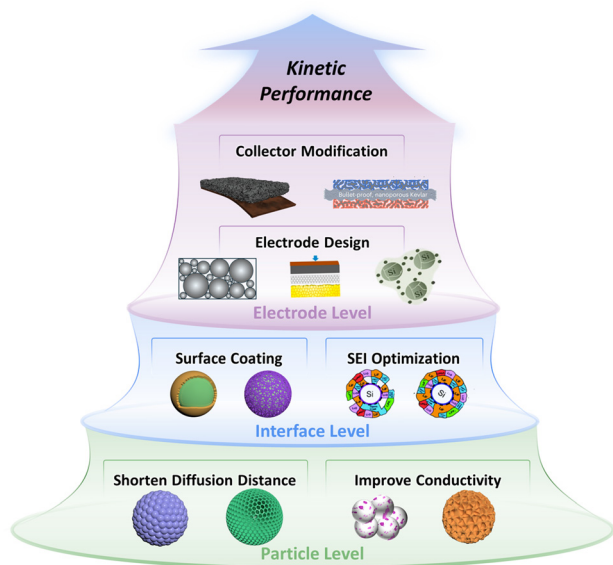 Kinetic
Performance
Collector Modification
Bullet-proof, nanoporous Kevlar
Electrode Design
Si
Si
Si
Electrode Level
Surface Coating
SEI Optimization
Si
Si
Interface Level
Shorten Diffusion Distance
Improve Conductivity
Particle Level